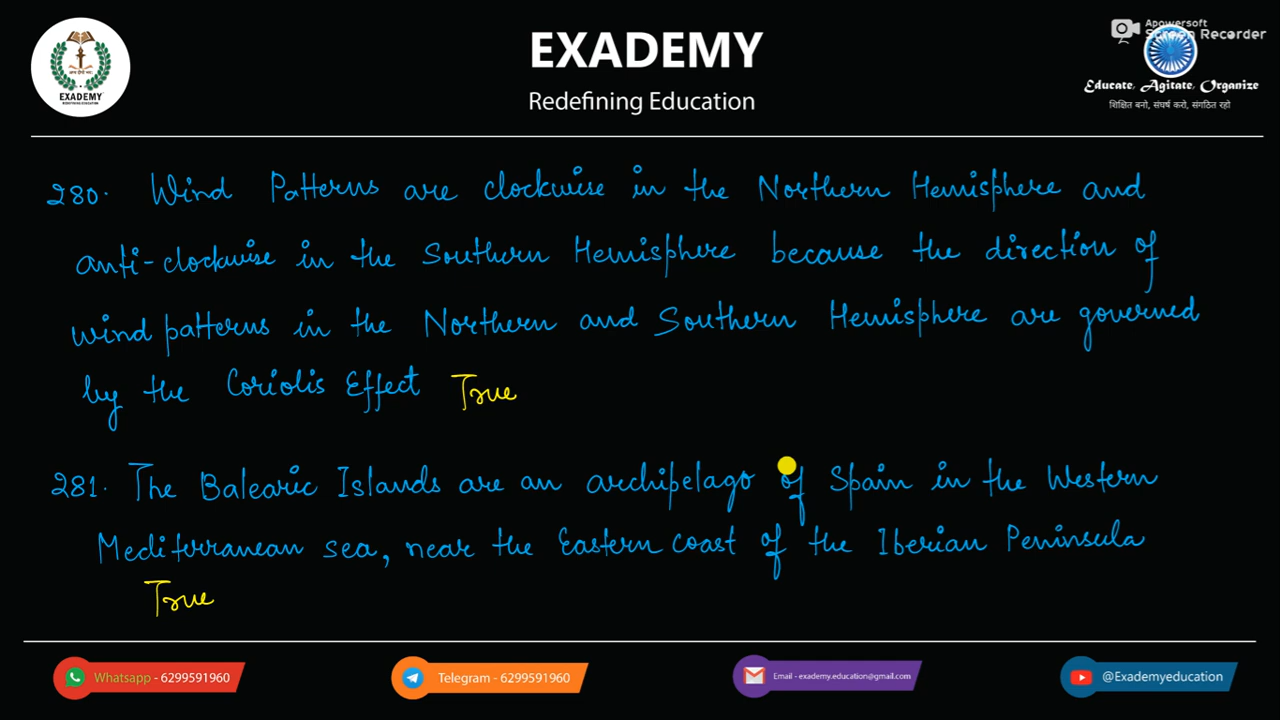 EXADEMY
Redefining Education
EXADEMY
REDEFINING EDUCATION
Apowersoft
Screen Recorder
Educate, Agitate, Organize
शिक्षित बनो, संघर्ष करो, संगठित रहो
280. Wind Patterns are clockwise in the Northern Hemisphere and
anti-clockwise in the Southern Hemisphere because the direction of
wind patterns in the Northern and Southern Hemisphere are governed
by the Coriolis Effect True
281. The Balearic Islands are an archipelago of Spain in the Western
Mediterranean sea, near the Eastern coast of the Iberian Peninsula
True
Whatsapp - 6299591960
Telegram - 6299591960
Email - exademy.education@gmail.com
@Exademyeducation